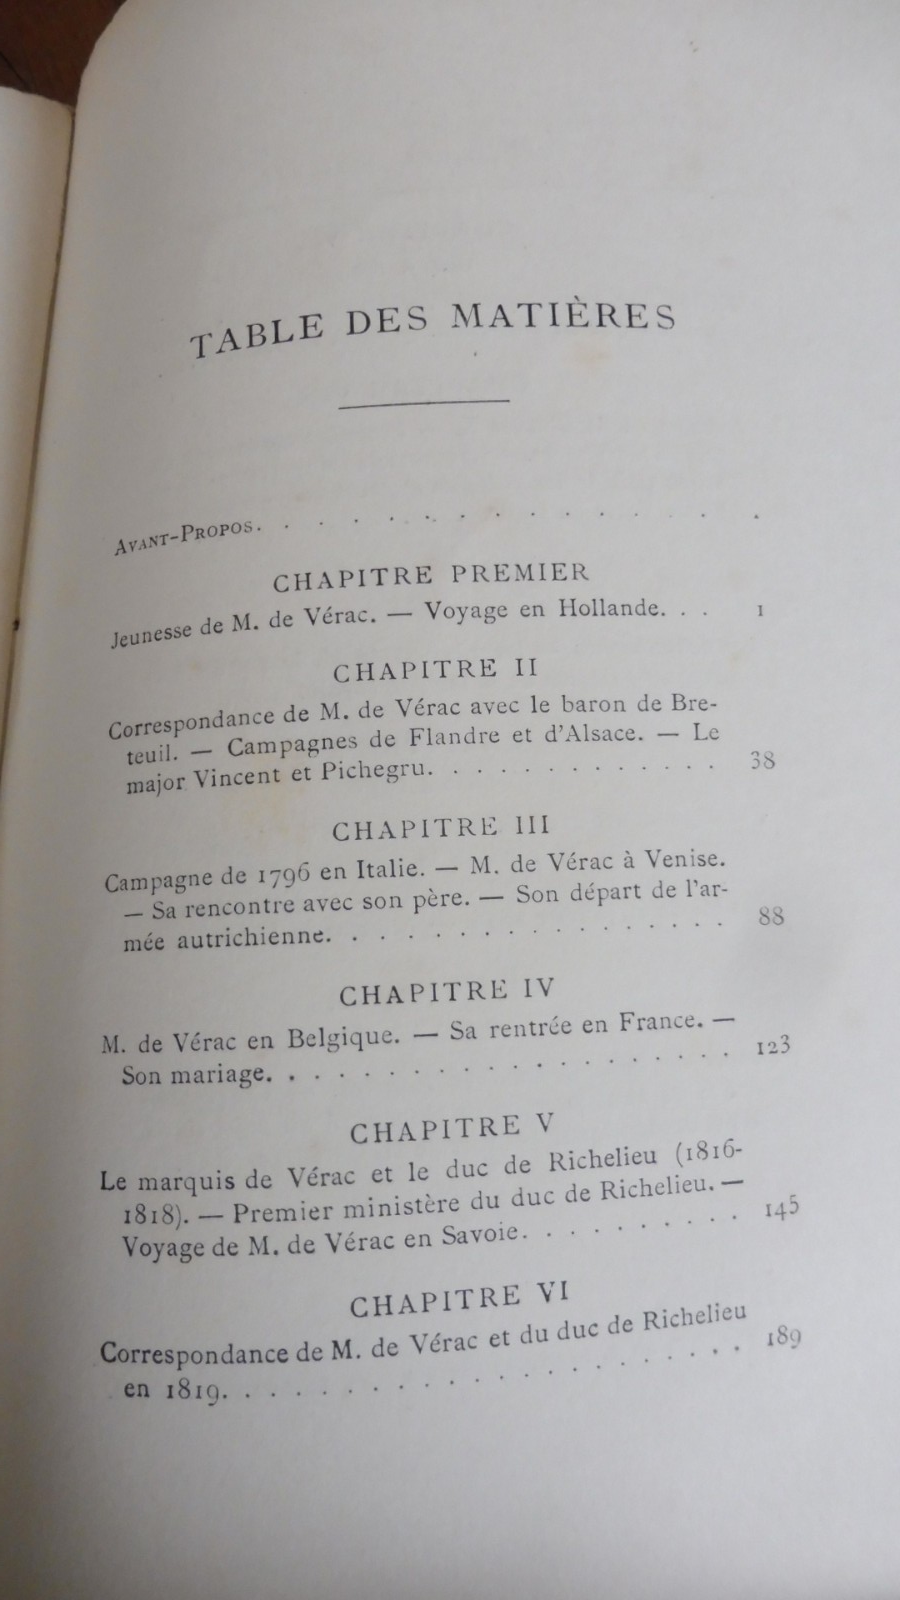 TABLE DES MATIÈRES
AVANT-PROPOS. . . . . . . . . . . . . . .
CHAPITRE PREMIER
Jeunesse de M. de Vérac. — Voyage en Hollande. . . 1
CHAPITRE II
Correspondance de M. de Vérac avec le baron de Bre-
teuil. — Campagnes de Flandre et d'Alsace. — Le
major Vincent et Pichegru. . . . . . . . . . . . 38
CHAPITRE III
Campagne de 1796 en Italie. — M. de Vérac à Venise.
— Sa rencontre avec son père. — Son départ de l'ar-
mée autrichienne. . . . . . . . . . . . . . . . 88
CHAPITRE IV
M. de Vérac en Belgique. — Sa rentrée en France. —
Son mariage. . . . . . . . . . . . . . . . . . . 123
CHAPITRE V
Le marquis de Vérac et le duc de Richelieu (1816-
1818). — Premier ministère du duc de Richelieu. —
Voyage de M. de Vérac en Savoie. . . . . . . . . . 145
CHAPITRE VI
Correspondance de M. de Vérac et du duc de Richelieu
en 1819. . . . . . . . . . . . . . . . . . . . . 189